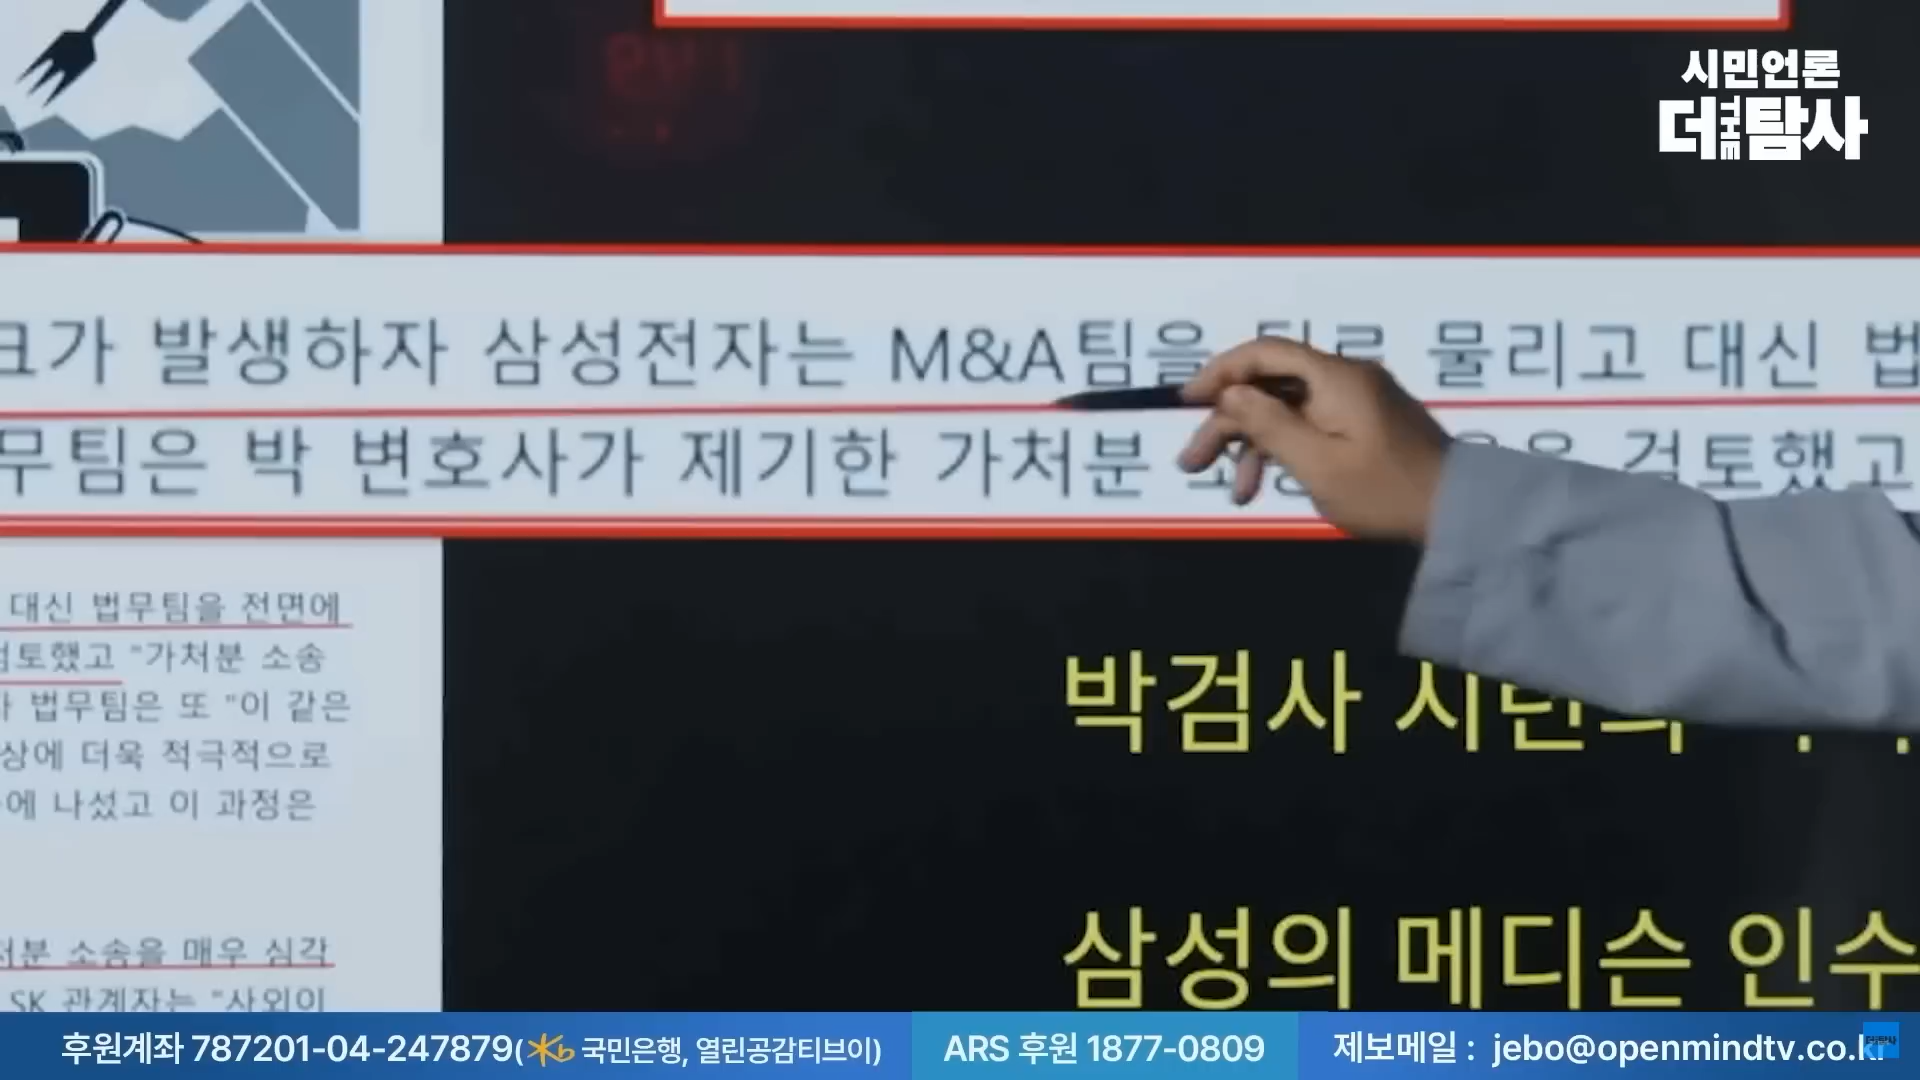 시민언론
더탐사
크가 발생하자 삼성전자는 M&A팀을 뒤로 물리고 대신 법
무팀은 박 변호사가 제기한 가처분 검토했고
대신 법무팀을 전면에
검토했고 "가처분 소송
법무팀은 또 "이 같은
상에 더욱 적극적으로
에 나섰고 이 과정은
처분 소송을 매우 심각
SK 관계자는 "사외이
박검사
삼성의 메디슨 인수
후원계좌 787201-04-247879(국민은행, 열린공감티브이)
ARS 후원 1877-0809
제보메일 : jebo@openmindtv.co.kr